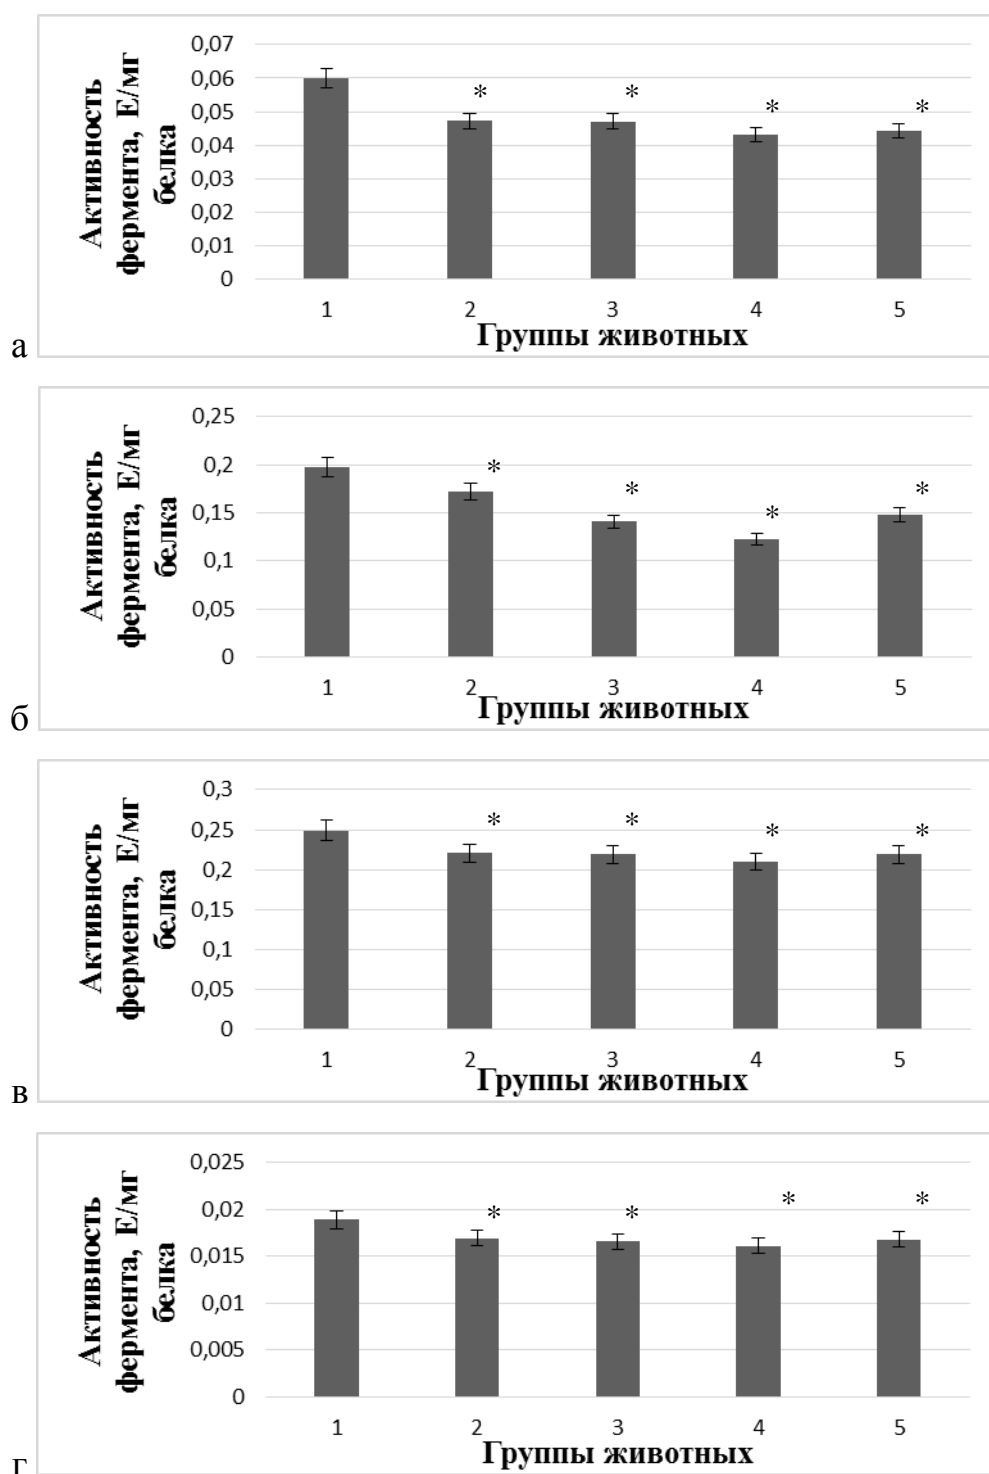 Активность
фермента, Е/мг
белка
0,07
0,06
0,05
0,04
0,03
0,02
0,01
0
* * * *
1 2 3 4 5
Группы животных
а
Активность
фермента, Е/мг
белка
0,25
0,2
0,15
0,1
0,05
0
* * * *
1 2 3 4 5
Группы животных
б
Активность
фермента, Е/мг
белка
0,3
0,25
0,2
0,15
0,1
0,05
0
* * * *
1 2 3 4 5
Группы животных
в
Активность
фермента, Е/мг
белка
0,025
0,02
0,015
0,01
0,005
0
* * * *
1 2 3 4 5
Группы животных
г